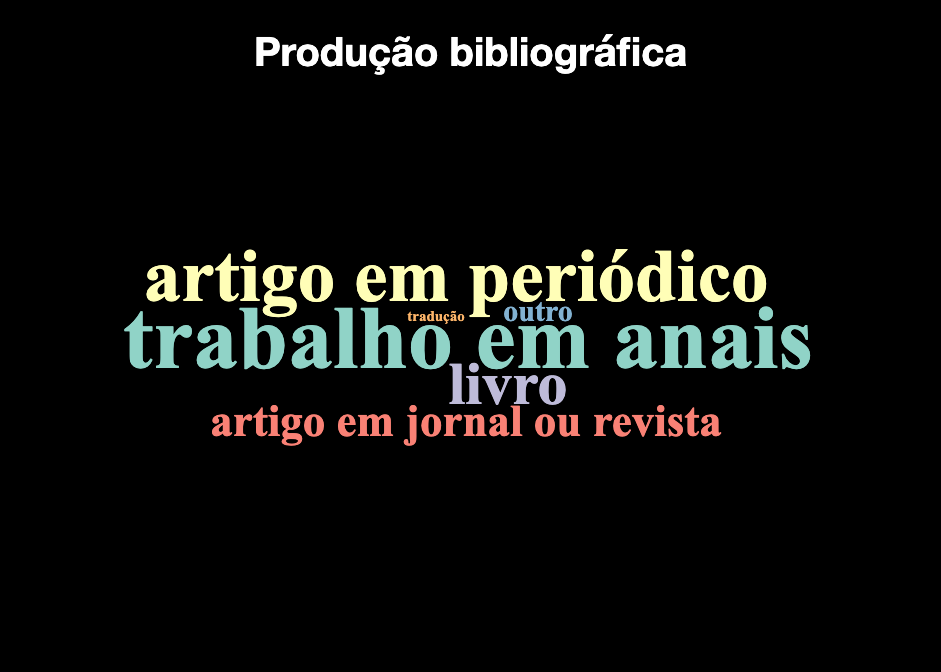 Produção bibliográfica
artigo em periódico
tradução
outro
trabalho em anais
livro
artigo em jornal ou revista